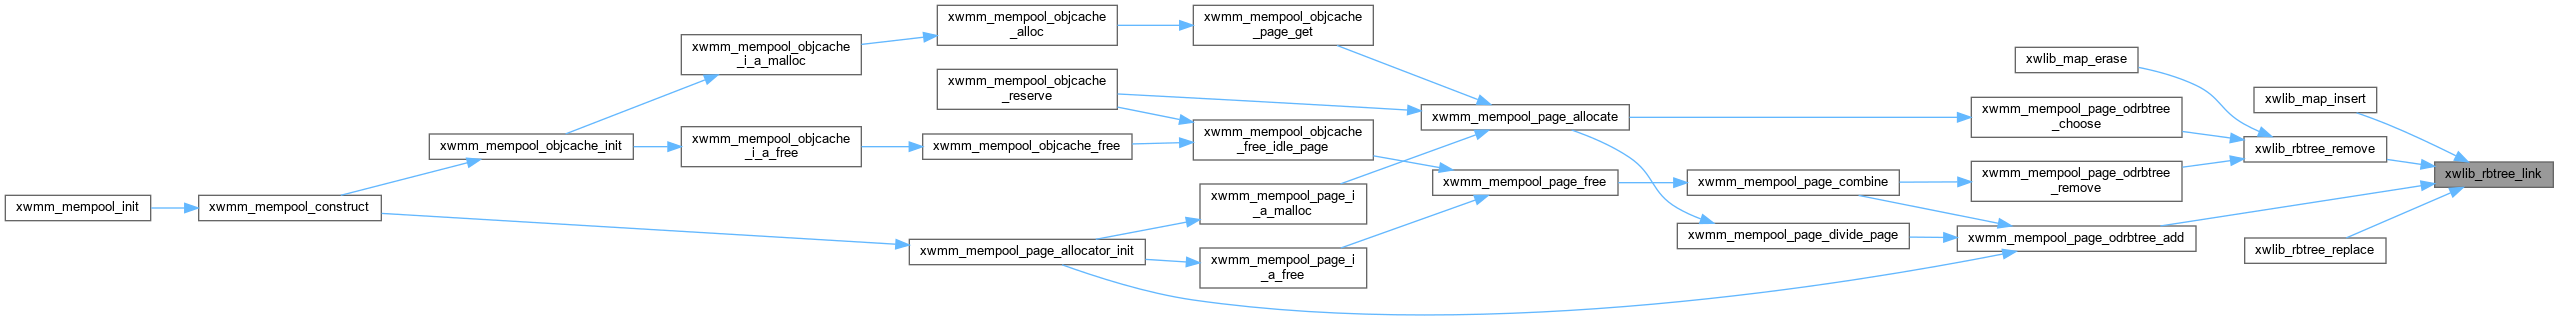 xwmm_mempool_init
xwmm_mempool_construct
xwmm_mempool_objcache_init
xwmm_mempool_objcache
_i_a_malloc
xwmm_mempool_objcache
_i_a_free
xwmm_mempool_page_allocator_init
xwmm_mempool_objcache
_alloc
xwmm_mempool_objcache
_reserve
xwmm_mempool_objcache_free
xwmm_mempool_objcache
_page_get
xwmm_mempool_objcache
_free_idle_page
xwmm_mempool_page_i
_a_malloc
xwmm_mempool_page_i
_a_free
xwmm_mempool_page_allocate
xwmm_mempool_page_free
xwmm_mempool_page_combine
xwmm_mempool_page_divide_page
xwlib_map_erase
xwmm_mempool_page_odrbtree
_choose
xwmm_mempool_page_odrbtree
_remove
xwmm_mempool_page_odrbtree_add
xwlib_map_insert
xwlib_rbtree_remove
xwlib_rbtree_replace
xwlib_rbtree_link